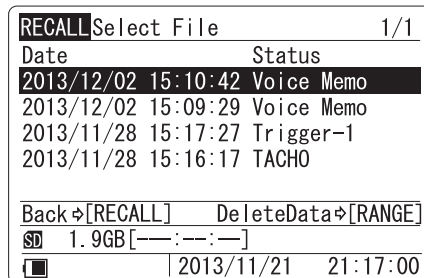 RECALL Select File 1/1
Date Status
2013/12/02 15:10:42 Voice Memo
2013/12/02 15:09:29 Voice Memo
2013/11/28 15:17:27 Trigger-1
2013/11/28 15:16:17 TACHO
Back⇨[RECALL] DeleteData⇨[RANGE]
SD 1.9GB[---:--:--]
2013/11/21 21:17:00